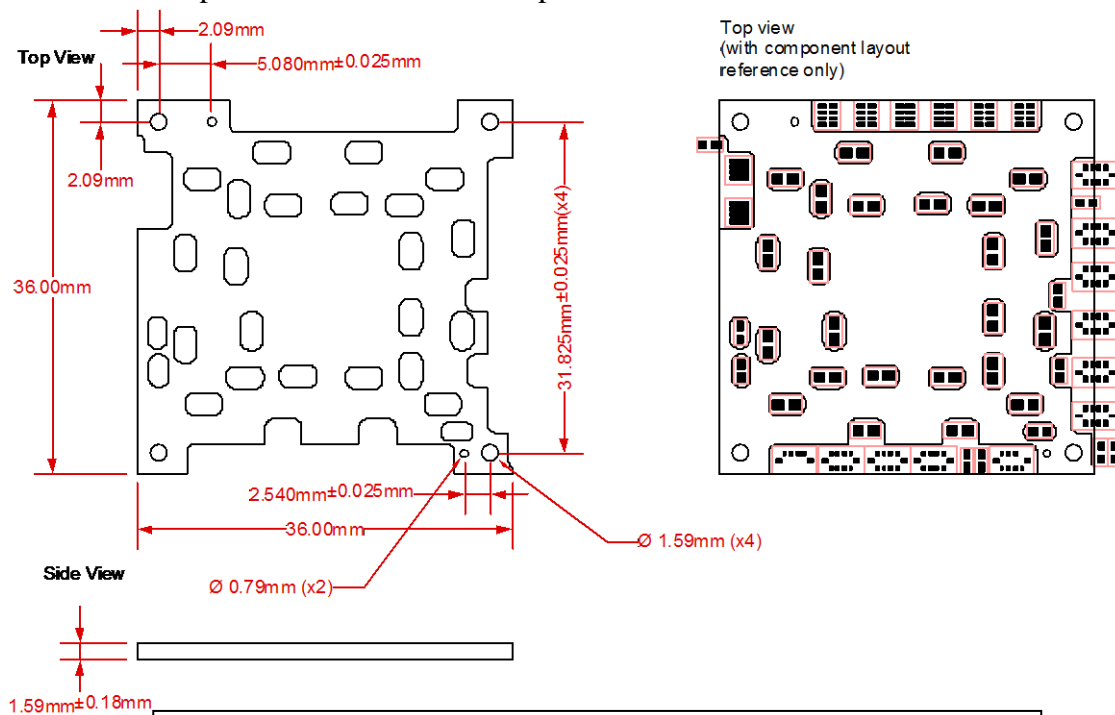 2.09mm
Top View
5.080mm±0.025mm
Top view
(with component layout
reference only)
2.09mm
36.00mm
31.825mm±0.025mm(x4)
2.540mm±0.025mm
36.00mm
Ø 1.59mm (x4)
Side View
Ø 0.79mm (x2)
1.59mm±0.18mm